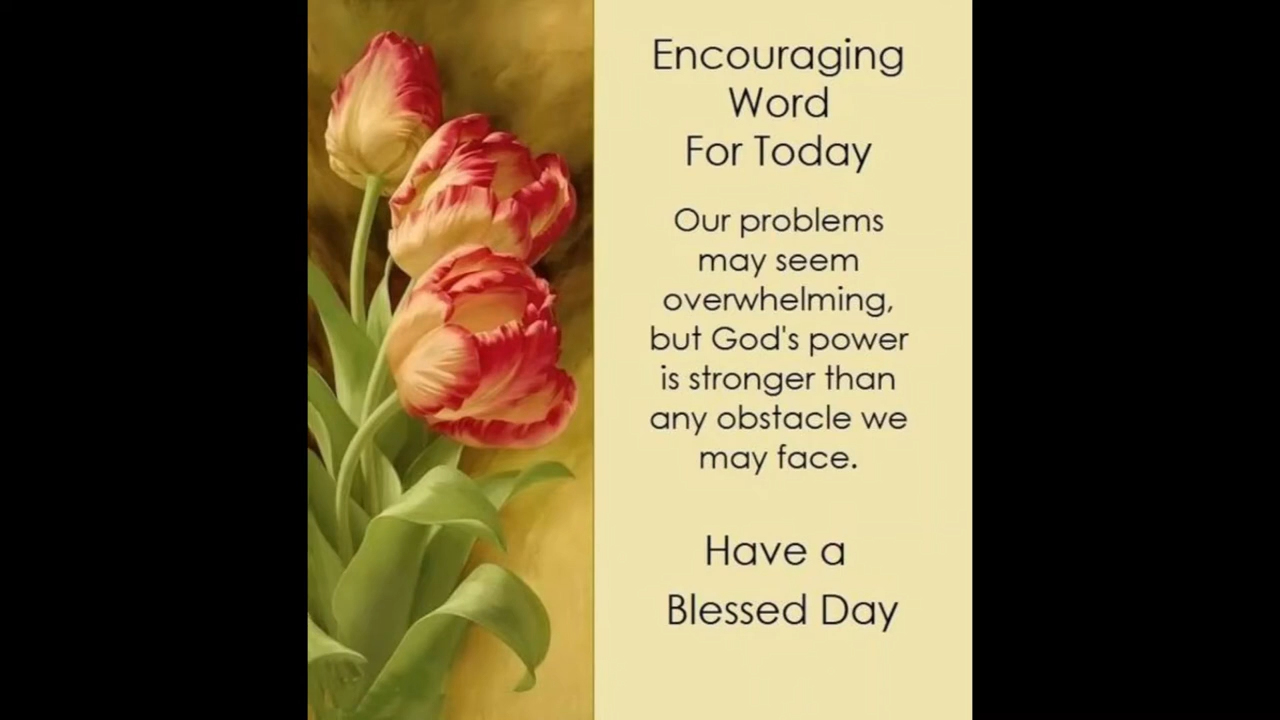 Encouraging
Word
For Today
Our problems
may seem
overwhelming,
but God's power
is stronger than
any obstacle we
may face.
Have a
Blessed Day